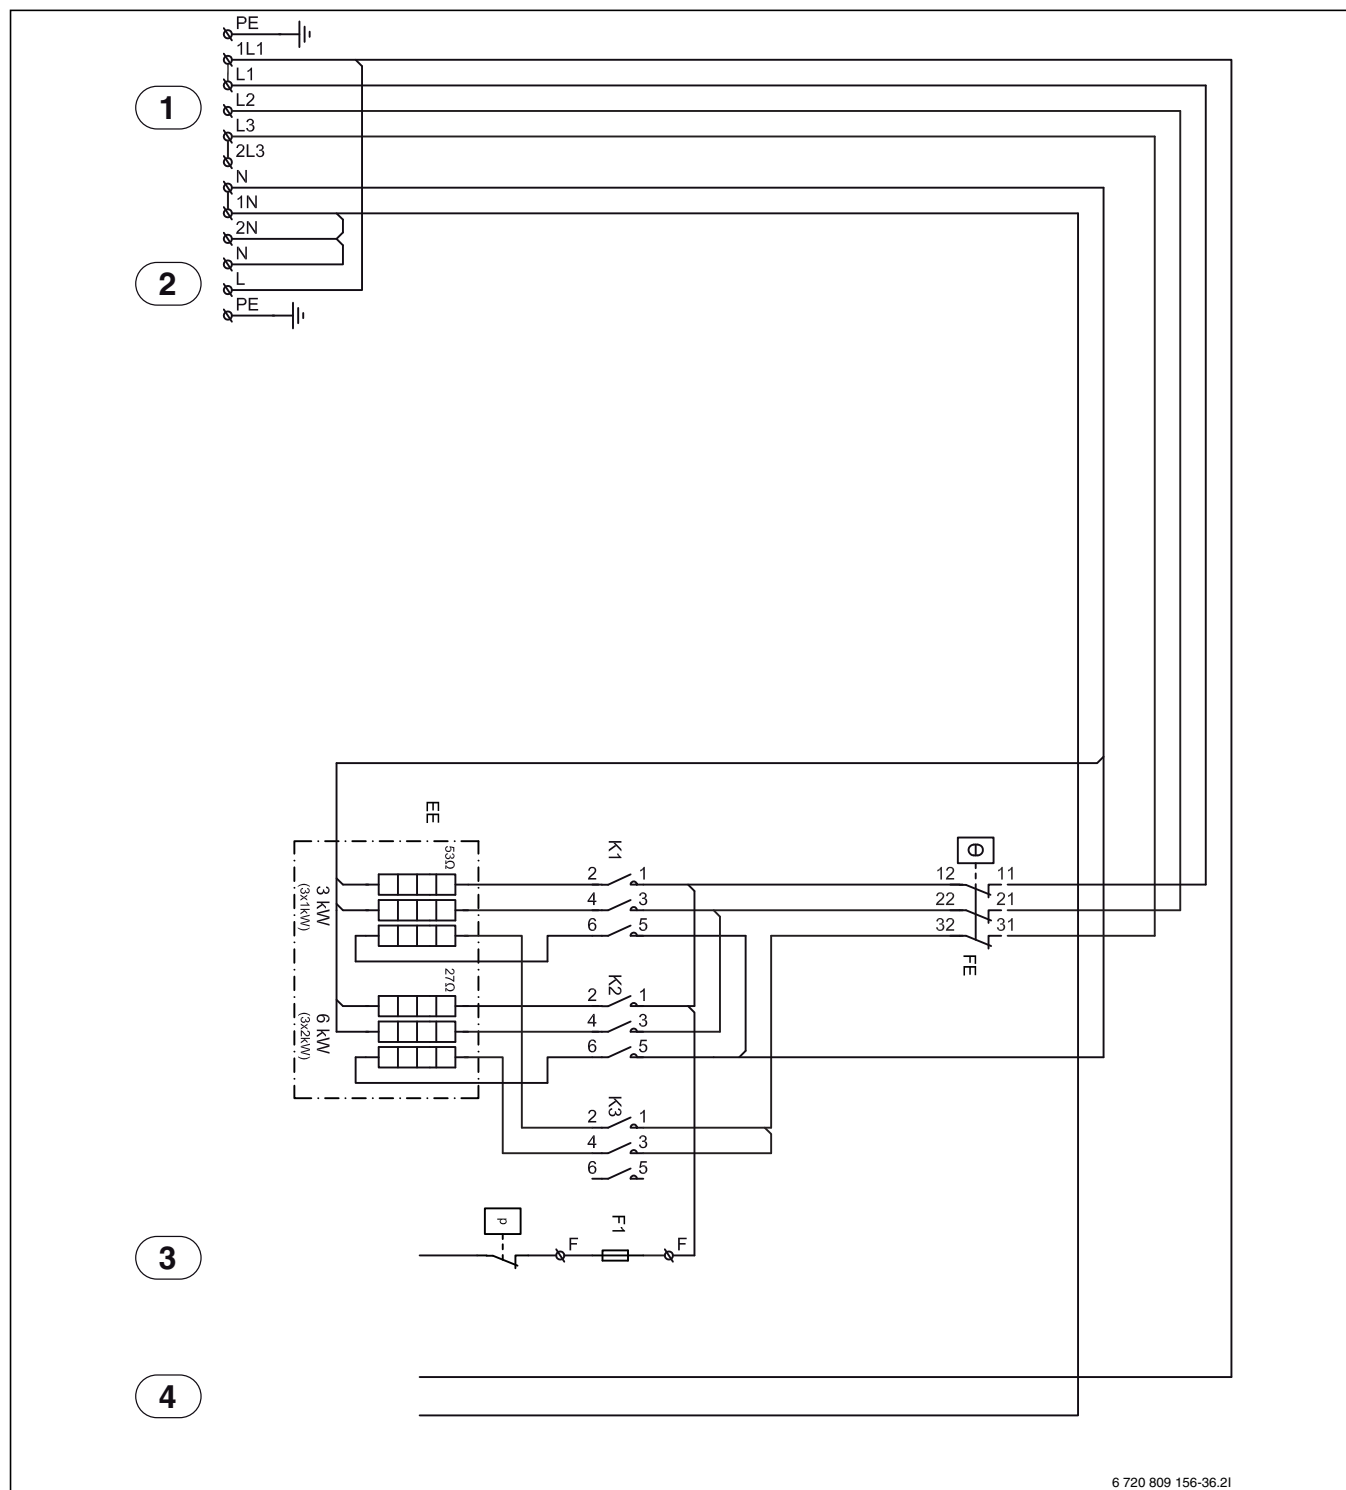 PE
1L1
L1
L2
L3
2L3
N
1N
2N
N
L
PE
1
2
EE
53Ω
3 kW
(3x1kW)
27Ω
6 kW
(3x2kW)
K1
2 1
4 3
6 5
K2
2 1
4 3
6 5
K3
2 1
4 3
6 5
Θ
12 11
22 21
32 31
FE
3
p
F
F1
F
4
6 720 809 156-36.2I